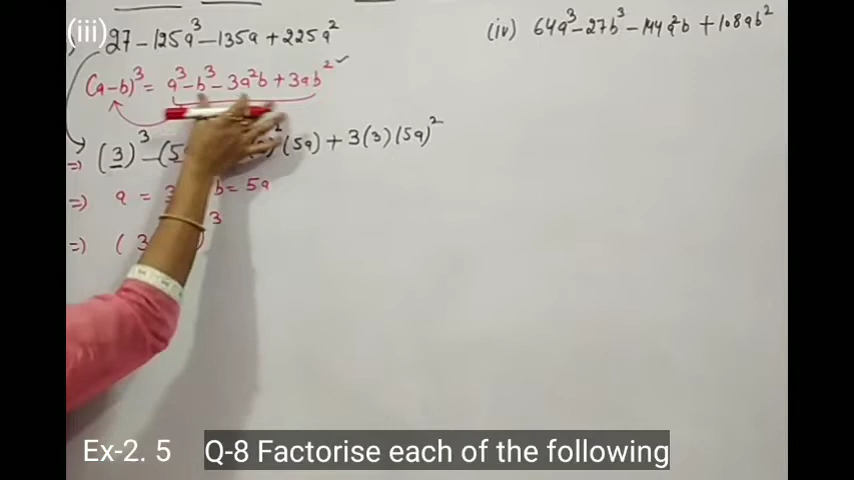 (iii) 27 - 125a³ - 135a + 225a²
(a-b)³ = a³ - b³ - 3a²b + 3ab² ✓
=) (3)³ - (5 ² (5a) + 3(3)(5a)²
=) a = 3 b = 5a
=) ( 3 )³
(iv) 64a³ - 27b³ - 144a²b + 108ab²
Ex-2. 5 Q-8 Factorise each of the following